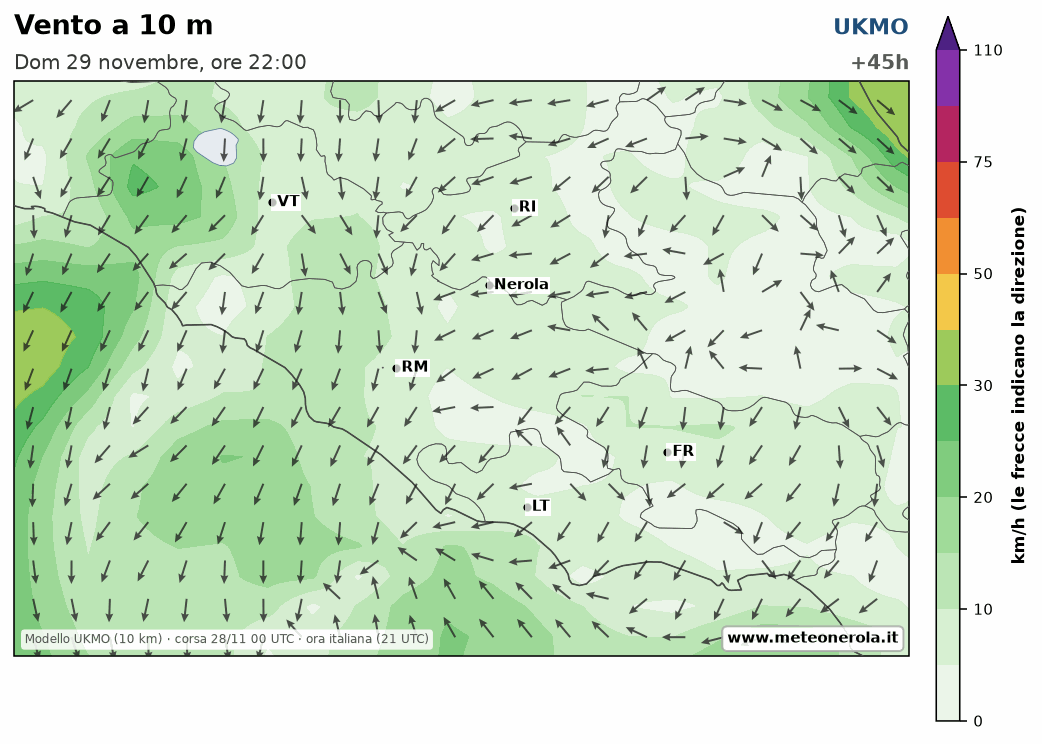 Vento a 10 m
UKMO
Dom 29 novembre, ore 22:00
+45h
110
75
50
30
20
10
0
km/h (le frecce indicano la direzione)
VT
RI
Nerola
RM
FR
LT
Modello UKMO (10 km) · corsa 28/11 00 UTC · ora italiana (21 UTC)
www.meteonerola.it